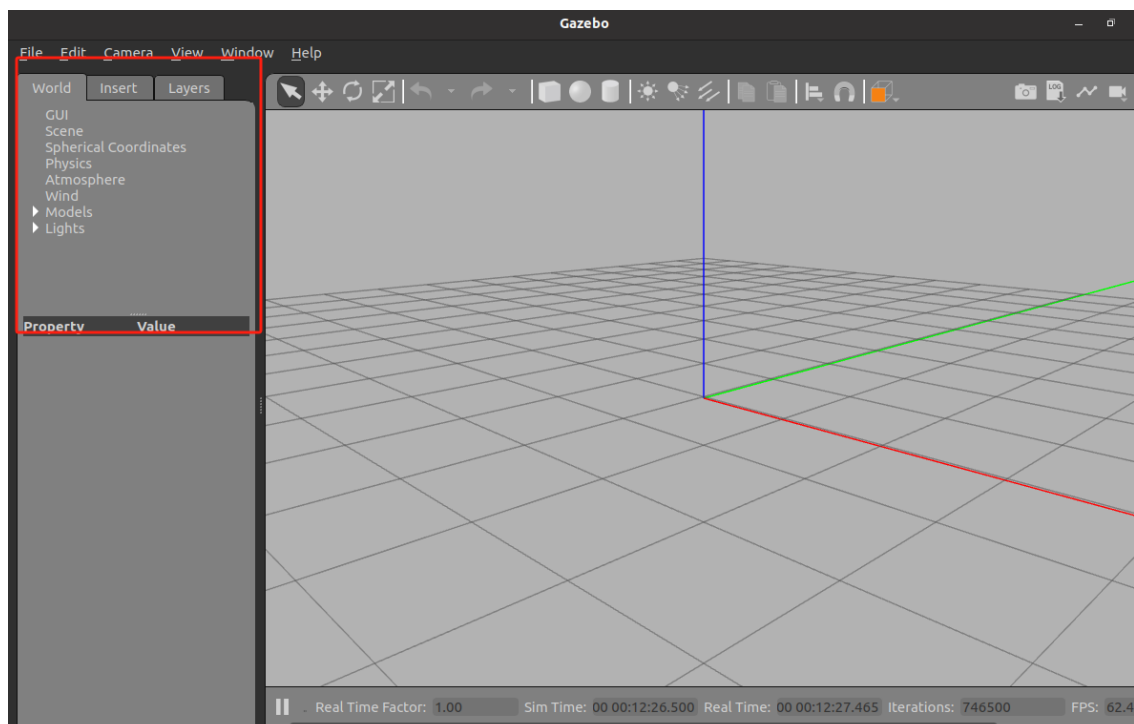 Gazebo
File Edit Camera View Window Help
World Insert Layers
LOG
GUI
Scene
Spherical Coordinates
Physics
Atmosphere
Wind
Models
Lights
Property Value
Real Time Factor: 1.00 Sim Time: 00 00:12:26.500 Real Time: 00 00:12:27.465 Iterations: 746500 FPS: 62.4